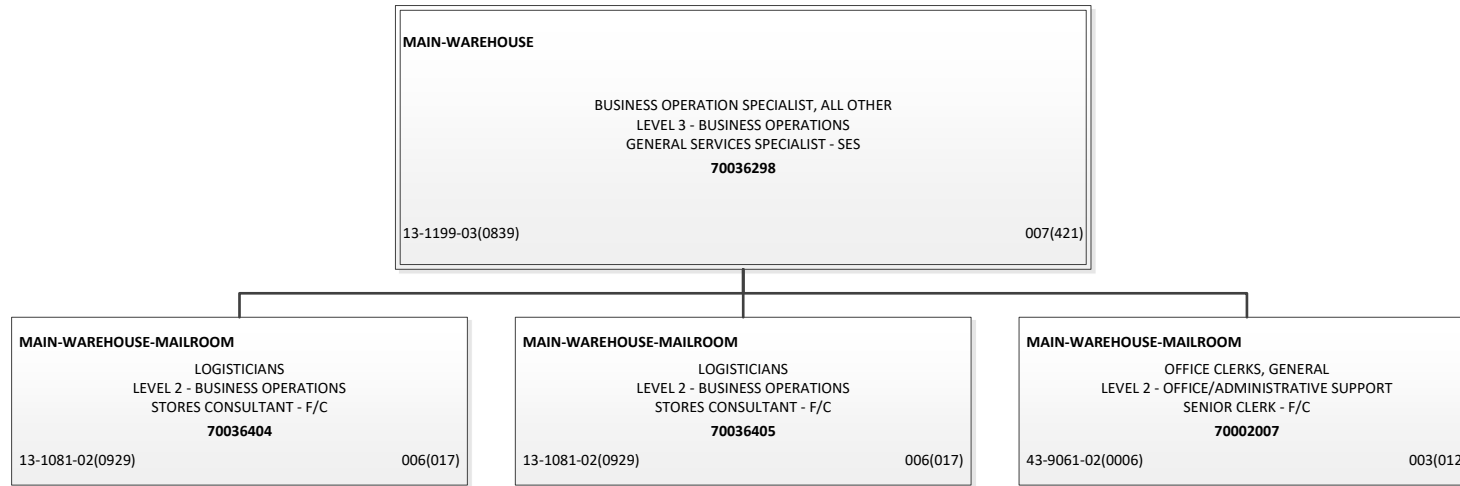 MAIN-WAREHOUSE
BUSINESS OPERATION SPECIALIST, ALL OTHER
LEVEL 3 - BUSINESS OPERATIONS
GENERAL SERVICES SPECIALIST - SES
70036298
13-1199-03(0839) 007(421)
MAIN-WAREHOUSE-MAILROOM
LOGISTICIANS
LEVEL 2 - BUSINESS OPERATIONS
STORES CONSULTANT - F/C
70036404
13-1081-02(0929) 006(017)
MAIN-WAREHOUSE-MAILROOM
LOGISTICIANS
LEVEL 2 - BUSINESS OPERATIONS
STORES CONSULTANT - F/C
70036405
13-1081-02(0929) 006(017)
MAIN-WAREHOUSE-MAILROOM
OFFICE CLERKS, GENERAL
LEVEL 2 - OFFICE/ADMINISTRATIVE SUPPORT
SENIOR CLERK - F/C
70002007
43-9061-02(0006) 003(012